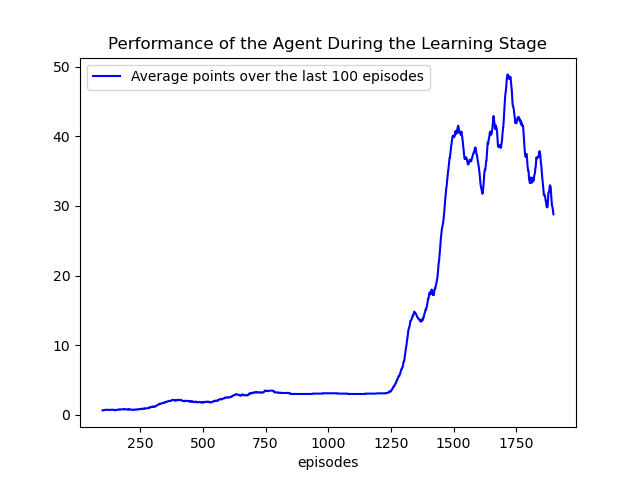 Performance of the Agent During the Learning Stage
Average points over the last 100 episodes
50
40
30
20
10
0
250 500 750 1000 1250 1500 1750
episodes